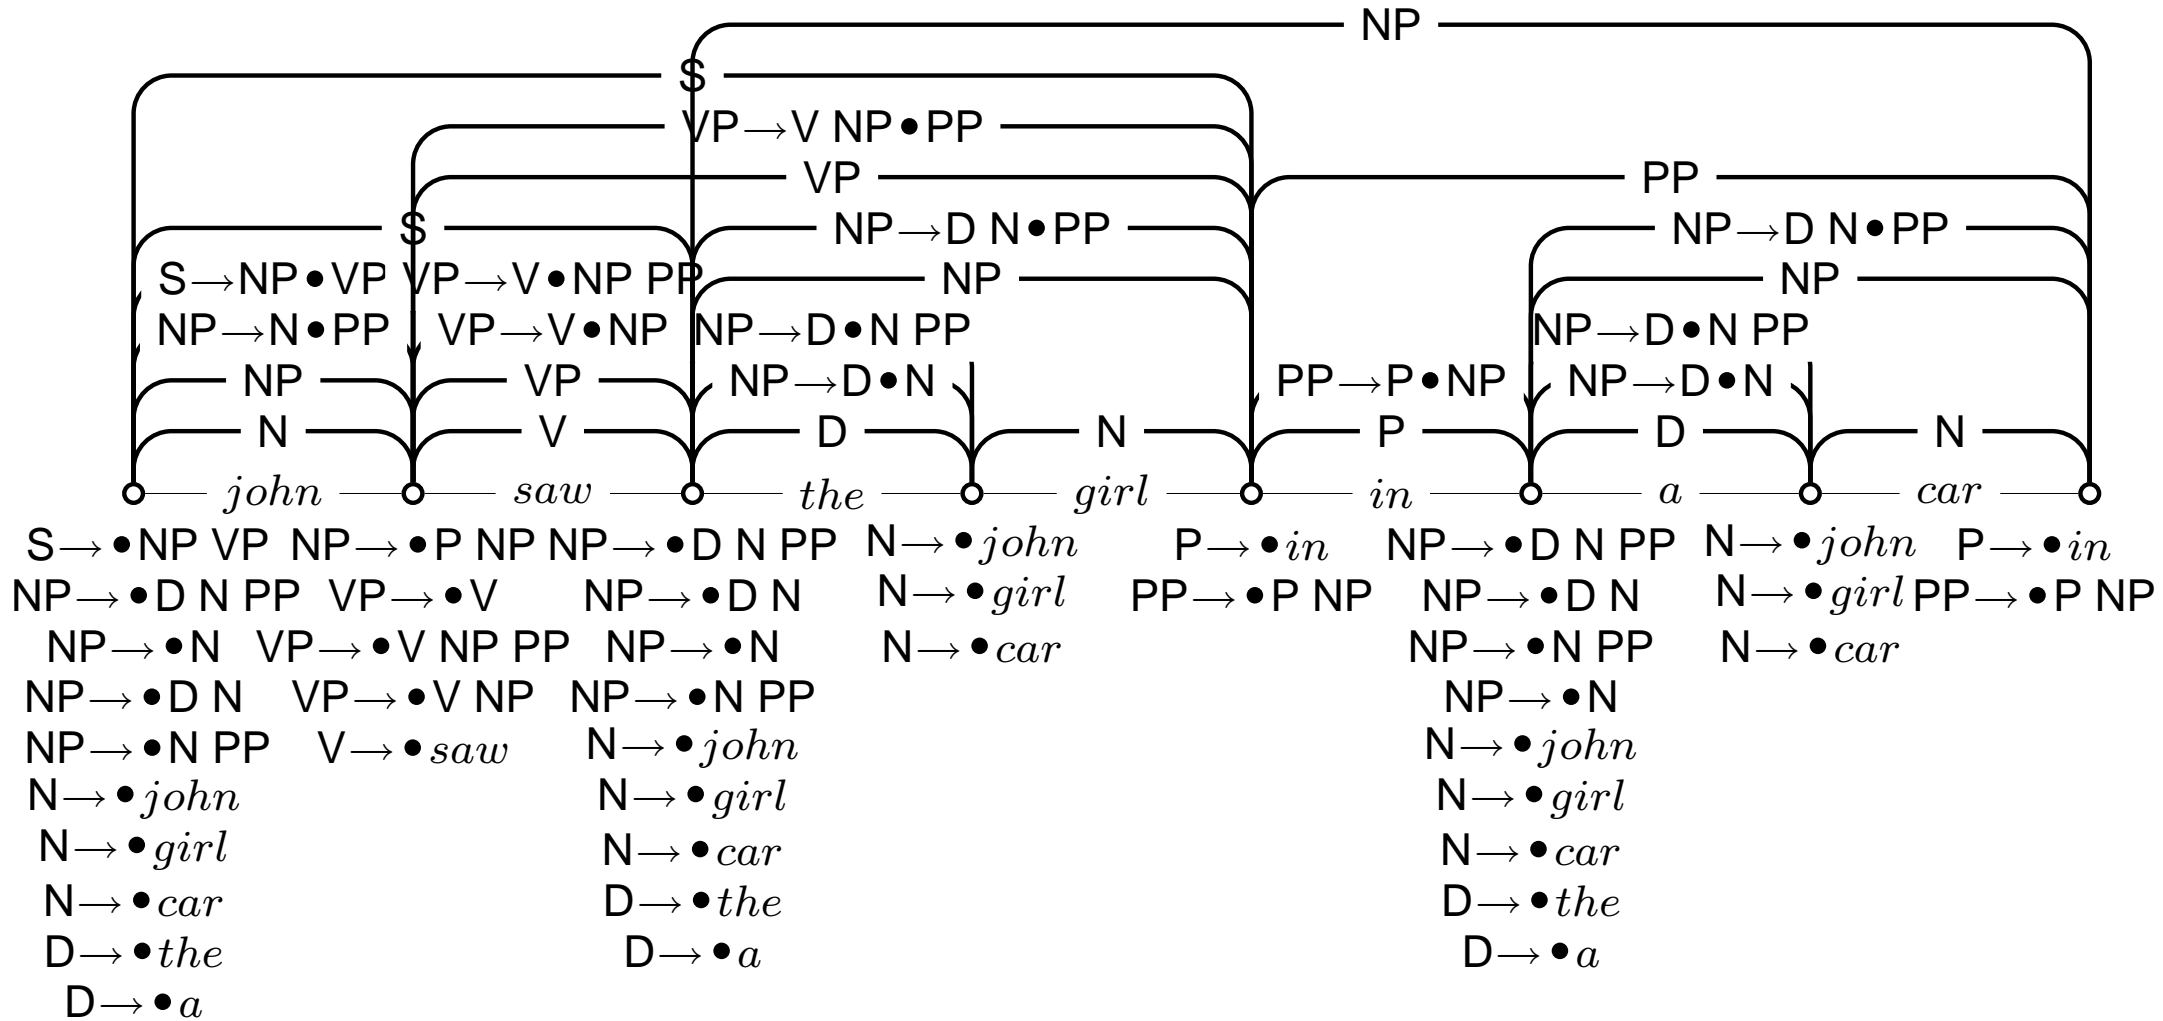 NP
S
VP→V NP•PP
VP PP
S NP→D N•PP NP→D N•PP
S→NP•VP VP→V•NP PP NP NP
NP→N•PP VP→V•NP NP→D•N PP NP→D•N PP
NP VP NP→D•N PP→P•NP NP→D•N
N V D N P D N
john saw the girl in a car
S→•NP VP NP→•P NP NP→•D N PP N→•john P→•in NP→•D N PP N→•john P→•in
NP→•D N PP VP→•V NP→•D N N→•girl PP→•P NP NP→•D N N→•girl PP→•P NP
NP→•N VP→•V NP PP NP→•N N→•car NP→•N PP N→•car
NP→•D N VP→•V NP NP→•N PP NP→•N
NP→•N PP V→•saw N→•john N→•john
N→•john N→•girl N→•girl
N→•girl N→•car N→•car
N→•car D→•the D→•the
D→•the D→•a D→•a
D→•a